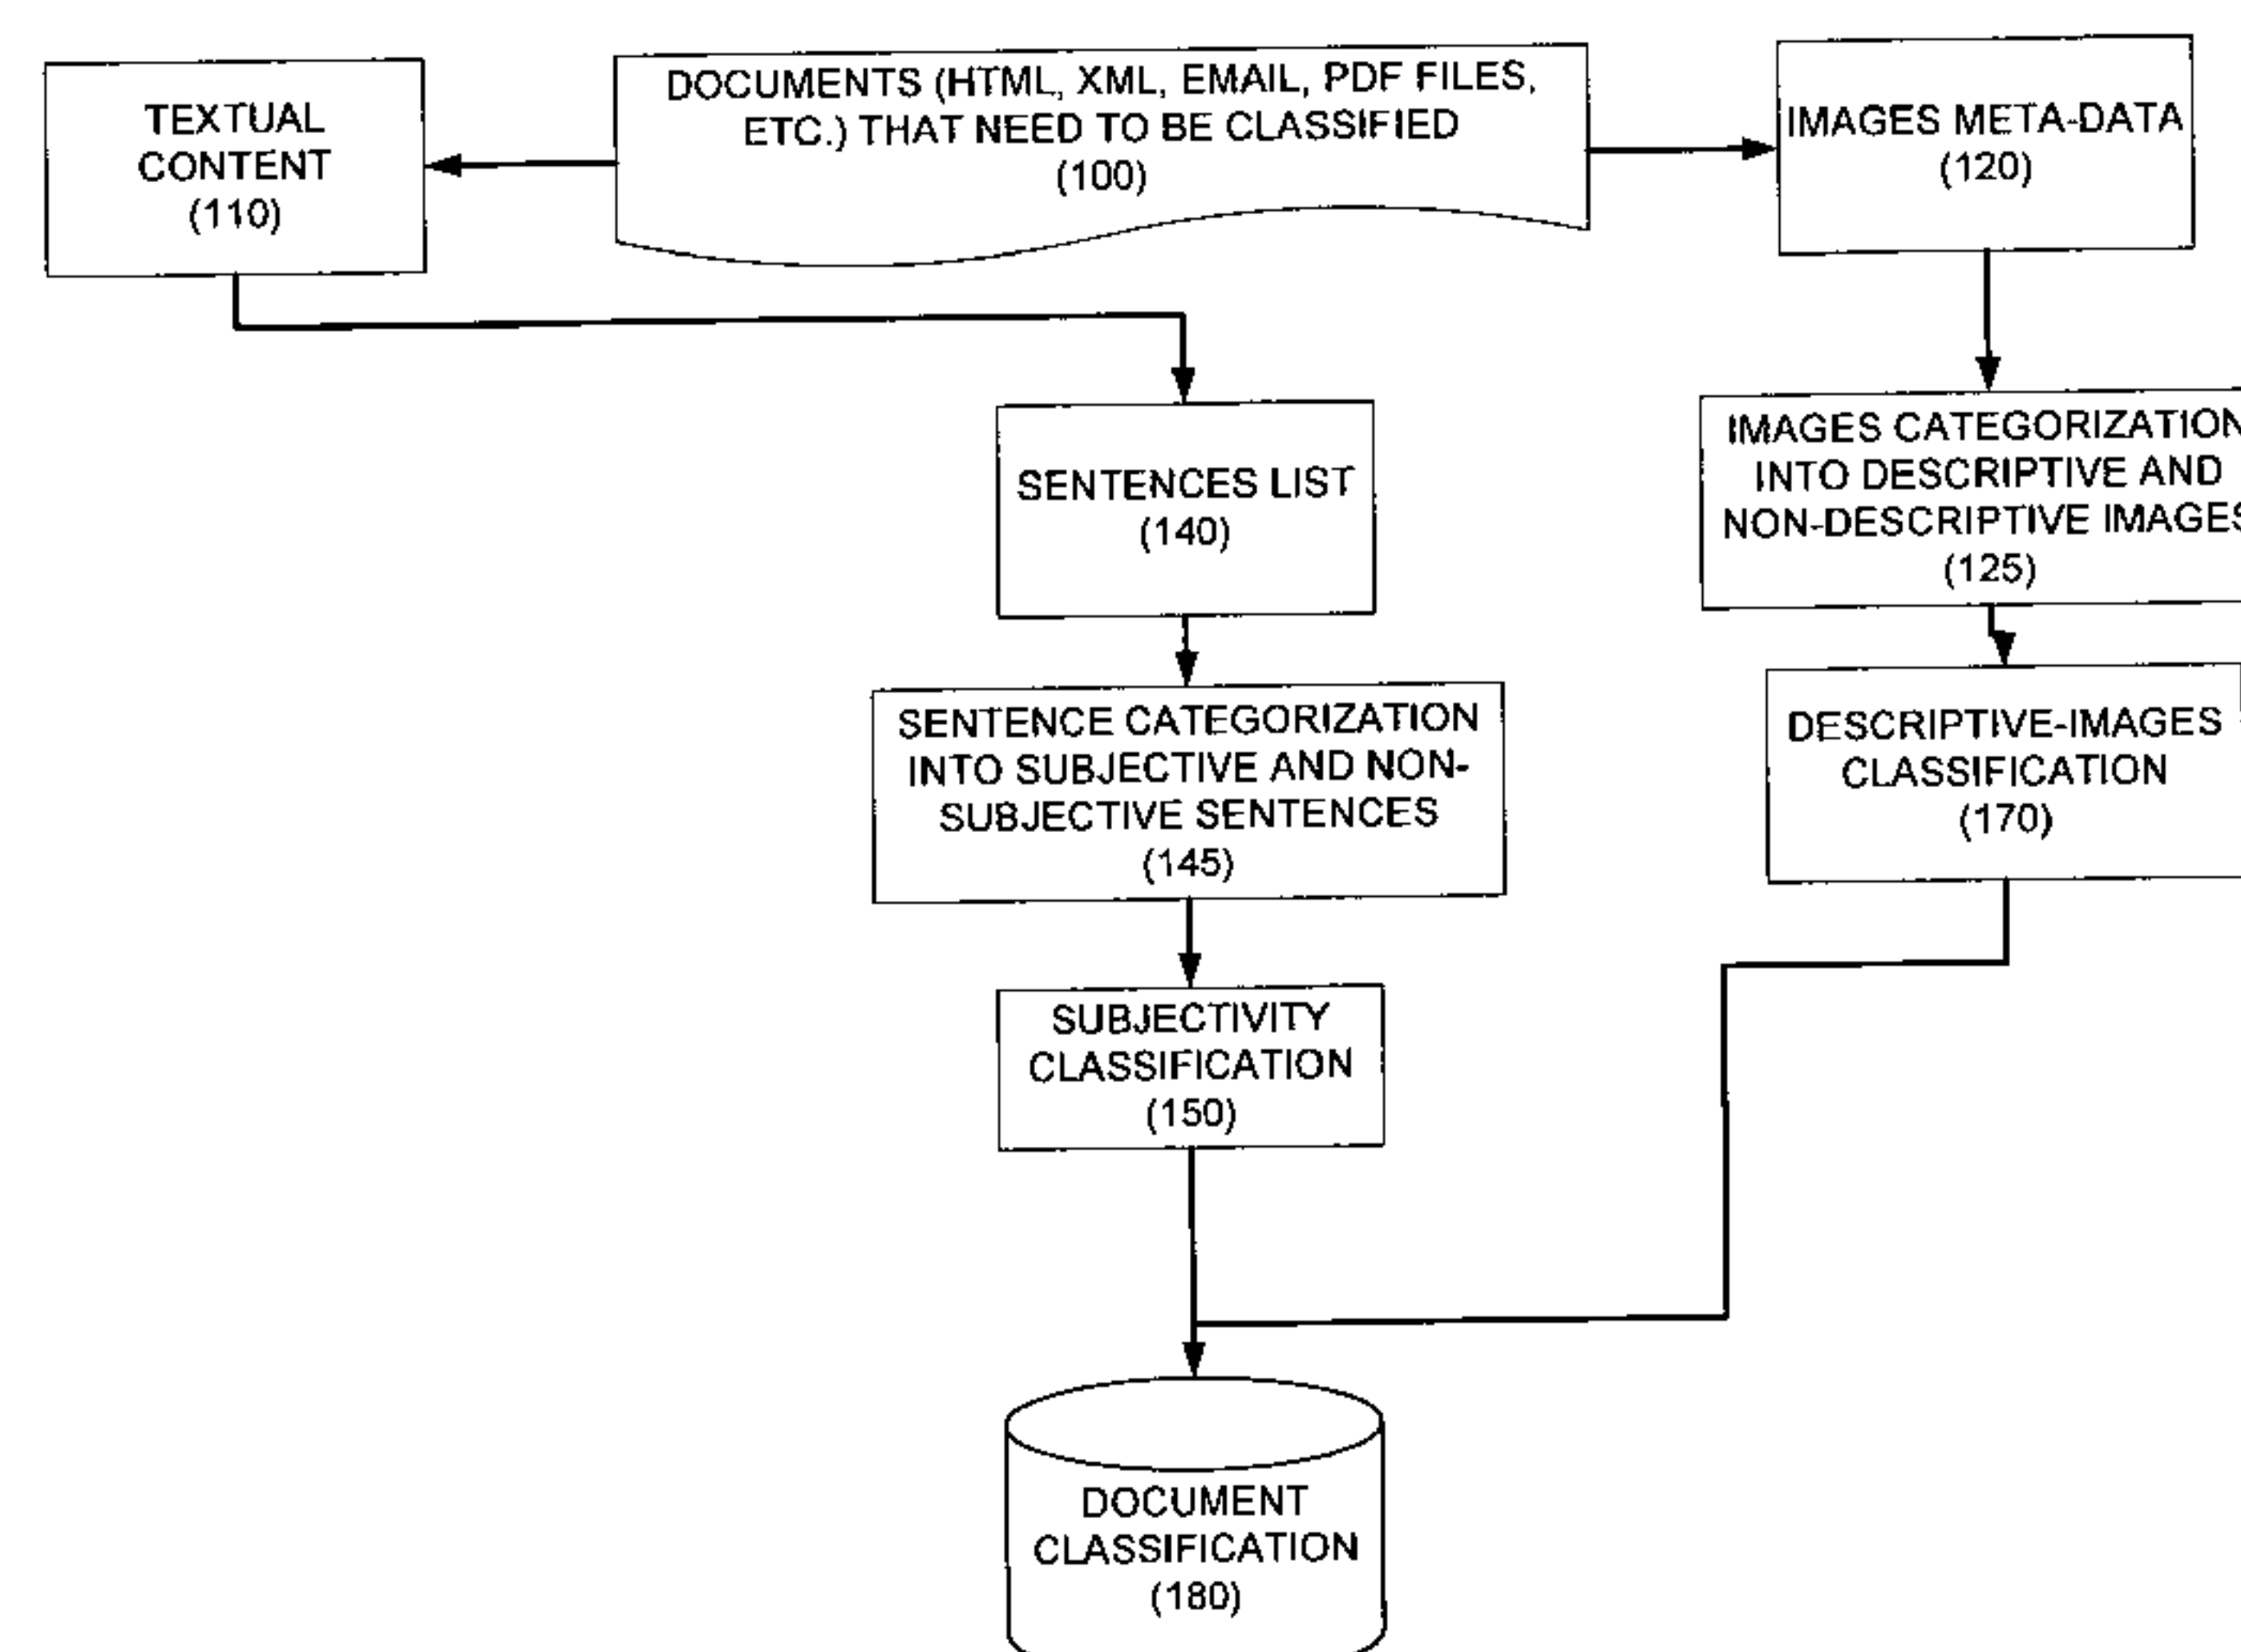 TEXTUAL
CONTENT
(110)
DOCUMENTS (HTML, XML, EMAIL, PDF FILES,
ETC.) THAT NEED TO BE CLASSIFIED
(100)
IMAGES META-DATA
(120)
SENTENCES LIST
(140)
IMAGES CATEGORIZATION
INTO DESCRIPTIVE AND
NON-DESCRIPTIVE IMAGES
(125)
SENTENCE CATEGORIZATION
INTO SUBJECTIVE AND NON-
SUBJECTIVE SENTENCES
(145)
DESCRIPTIVE-IMAGES
CLASSIFICATION
(170)
SUBJECTIVITY
CLASSIFICATION
(150)
DOCUMENT
CLASSIFICATION
(180)